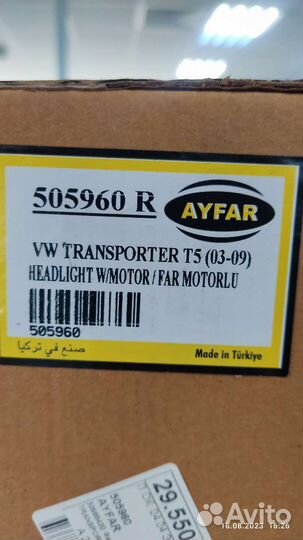 505960 R
AYFAR
VW TRANSPORTER T5 (03-09)
HEADLIGHT W/MOTOR / FAR MOTORLU
505960
صنع في تركيا
Made in Türkiye
29.550
505960
AYFAR
16.08.2023 16:26
Avito